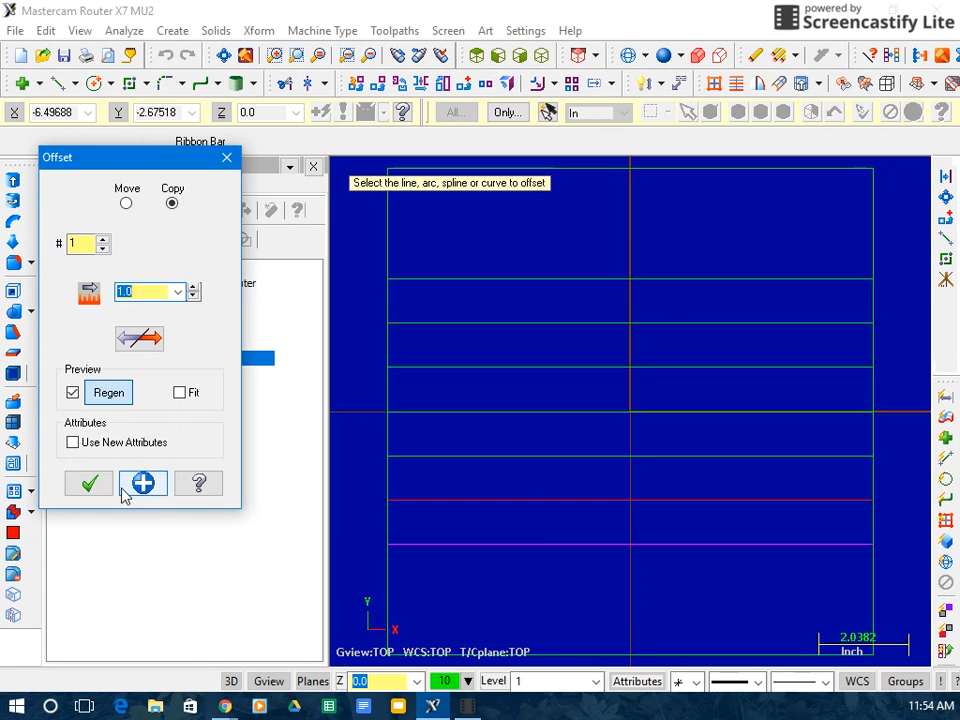 Mastercam Router X7 MU2
powered by
Screencastify Lite
File Edit View Analyze Create Solids Xform Machine Type Toolpaths Screen Art Settings Help
X -6.49688 Y -2.67518 Z 0.0 All... Only... In
Ribbon Bar
Offset
Select the line, arc, spline or curve to offset
Move Copy
# 1
uter
1.0
Preview
Regen Fit
Attributes
Use New Attributes
Y
X
2.0382
Inch
Gview:TOP WCS:TOP T/Cplane:TOP
3D Gview Planes Z 0.0 10 Level 1 Attributes WCS Groups ! ?
11:54 AM